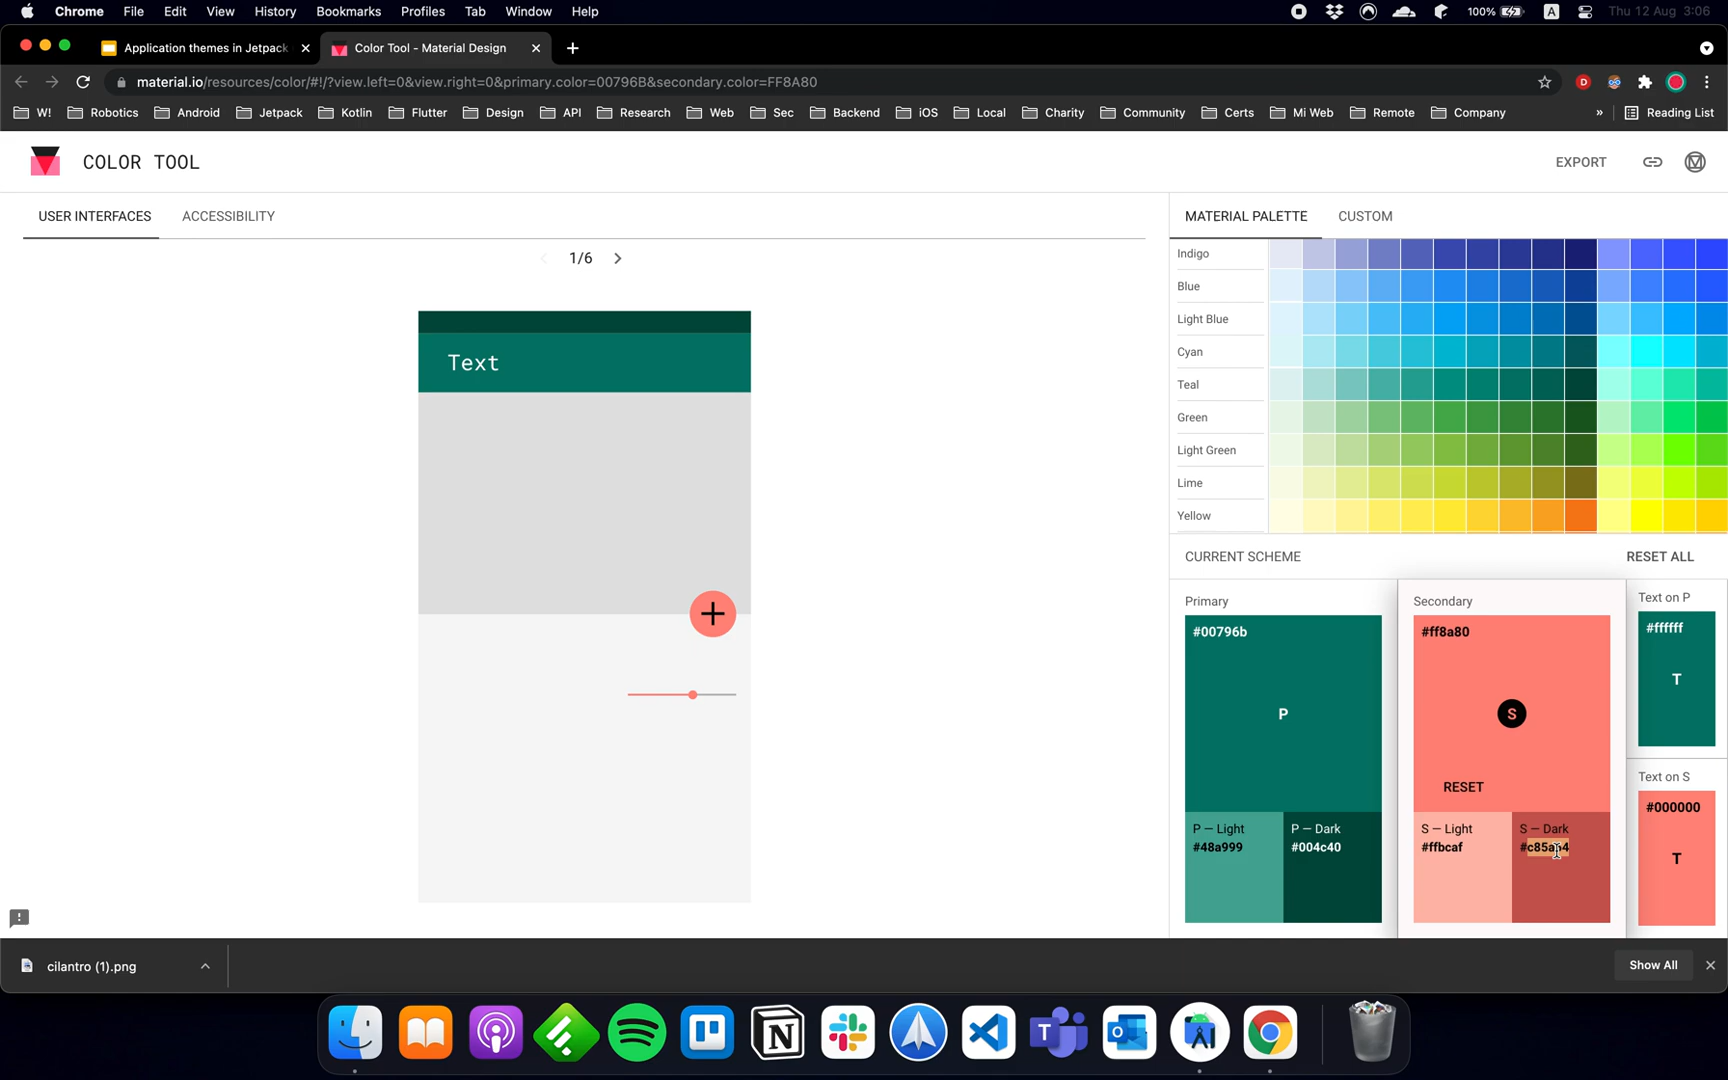 Chrome File Edit View History Bookmarks Profiles Tab Window Help 100% A Thu 12 Aug 3:06
Application themes in Jetpack Color Tool - Material Design
material.io/resources/color/#!/?view.left=0&view.right=0&primary.color=00796B&secondary.color=FF8A80
W! Robotics Android Jetpack Kotlin Flutter Design API Research Web Sec Backend iOS Local Charity Community Certs Mi Web Remote Company » Reading List
COLOR TOOL
EXPORT
USER INTERFACES ACCESSIBILITY
MATERIAL PALETTE CUSTOM
1/6
Text
Indigo
Blue
Light Blue
Cyan
Teal
Green
Light Green
Lime
Yellow
CURRENT SCHEME RESET ALL
Primary
#00796b
P
P — Light
#48a999
P — Dark
#004c40
Secondary
#ff8a80
S
RESET
S — Light
#ffbcaf
S — Dark
Text on P
#ffffff
T
Text on S
#000000
T
cilantro (1).png
Show All